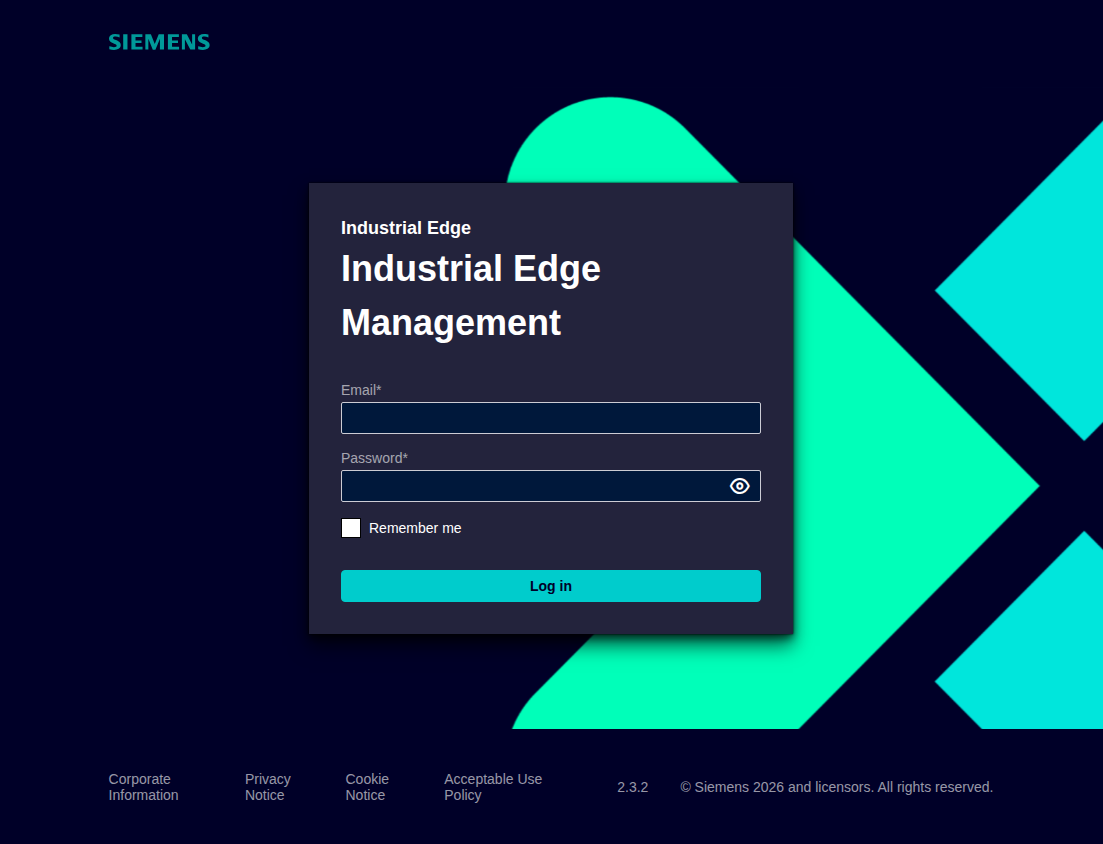 SIEMENS
Industrial Edge
Industrial Edge
Management
Email*
Password*
Remember me
Log in
Corporate
Information
Privacy
Notice
Cookie
Notice
Acceptable Use
Policy
2.3.2
© Siemens 2026 and licensors. All rights reserved.